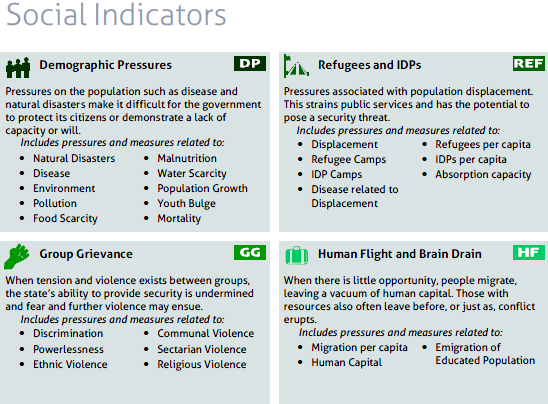 Social Indicators
Demographic Pressures
DP
Pressures on the population such as disease and
natural disasters make it difficult for the government
to protect its citizens or demonstrate a lack of
capacity or will.
Includes pressures and measures related to:
• Natural Disasters
• Disease
• Environment
• Pollution
• Food Scarcity
• Malnutrition
• Water Scarcity
• Population Growth
• Youth Bulge
• Mortality
Refugees and IDPs
REF
Pressures associated with population displacement.
This strains public services and has the potential to
pose a security threat.
Includes pressures and measures related to:
• Displacement
• Refugee Camps
• IDP Camps
• Disease related to
Displacement
• Refugees per capita
• IDPs per capita
• Absorption capacity
Group Grievance
GG
When tension and violence exists between groups,
the state's ability to provide security is undermined
and fear and further violence may ensue.
Includes pressures and measures related to:
• Discrimination
• Powerlessness
• Ethnic Violence
• Communal Violence
• Sectarian Violence
• Religious Violence
Human Flight and Brain Drain
HF
When there is little opportunity, people migrate,
leaving a vacuum of human capital. Those with
resources also often leave before, or just as, conflict
erupts.
Includes pressures and measures related to:
• Migration per capita
• Human Capital
• Emigration of
Educated Population